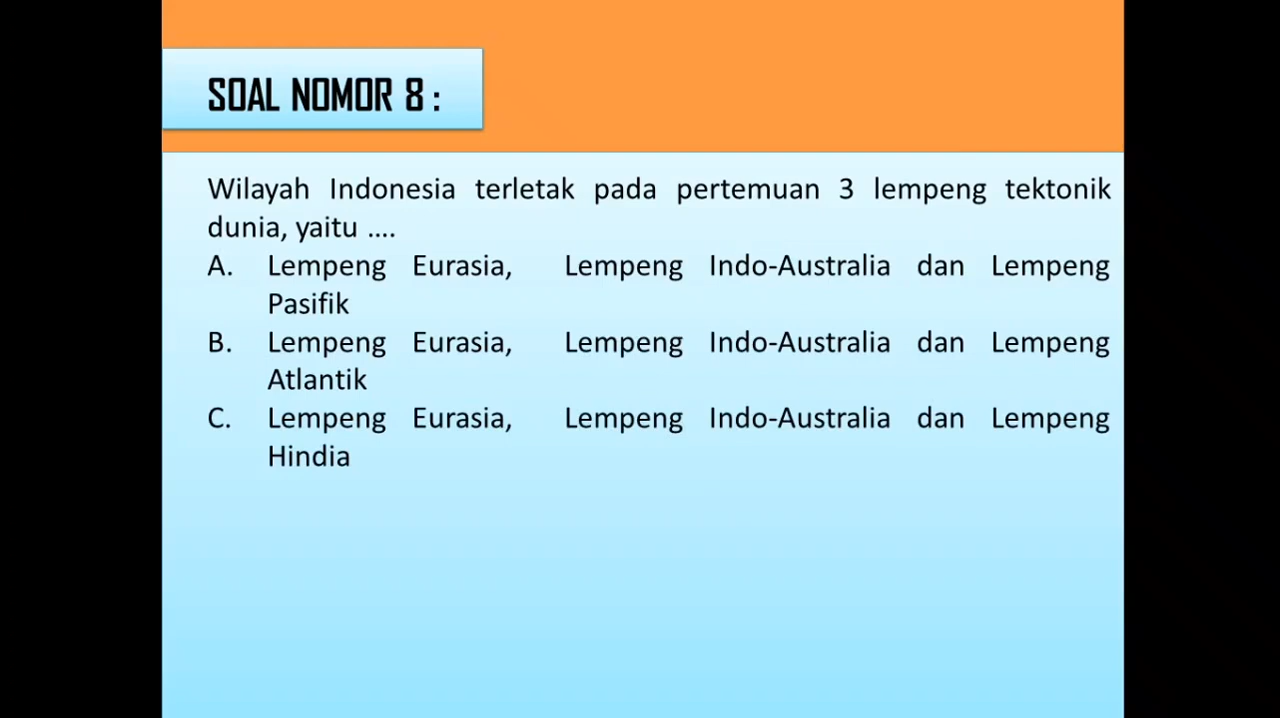 SOAL NOMOR 8 :
Wilayah Indonesia terletak pada pertemuan 3 lempeng tektonik
dunia, yaitu ....
A. Lempeng Eurasia, Lempeng Indo-Australia dan Lempeng
Pasifik
B. Lempeng Eurasia, Lempeng Indo-Australia dan Lempeng
Atlantik
C. Lempeng Eurasia, Lempeng Indo-Australia dan Lempeng
Hindia